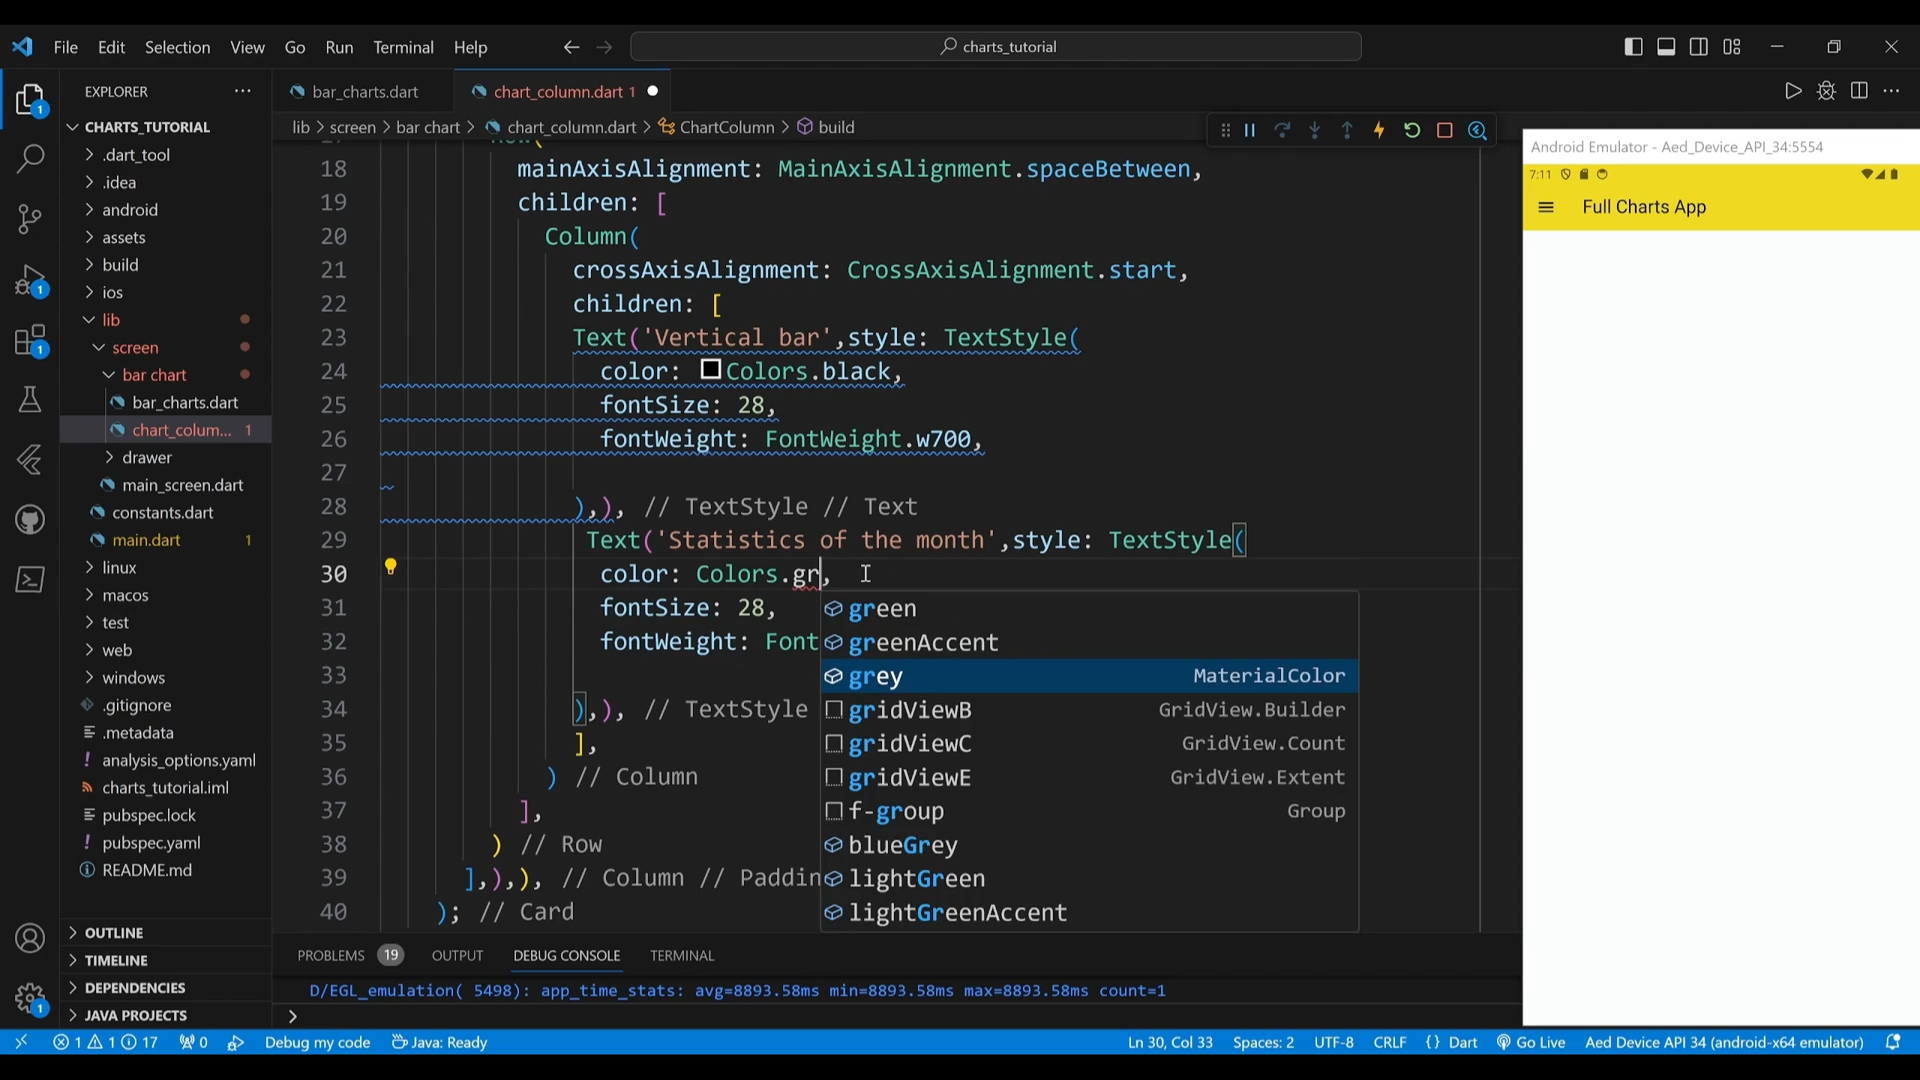 File Edit Selection View Go Run Terminal Help
charts_tutorial
EXPLORER
CHARTS_TUTORIAL
.dart_tool
.idea
android
assets
build
ios
lib
screen
bar chart
bar_charts.dart
chart_colum... 1
drawer
main_screen.dart
constants.dart
main.dart 1
linux
macos
test
web
windows
.gitignore
.metadata
analysis_options.yaml
charts_tutorial.iml
pubspec.lock
pubspec.yaml
README.md
OUTLINE
TIMELINE
DEPENDENCIES
JAVA PROJECTS
1
1
1
1
bar_charts.dart
chart_column.dart 1
lib > screen > bar chart > chart_column.dart > ChartColumn > build
18 mainAxisAlignment: MainAxisAlignment.spaceBetween,
19 children: [
20 Column(
21 crossAxisAlignment: CrossAxisAlignment.start,
22 children: [
23 Text('Vertical bar',style: TextStyle(
24 color: Colors.black,
25 fontSize: 28,
26 fontWeight: FontWeight.w700,
27
28 ),), // TextStyle // Text
29 Text('Statistics of the month',style: TextStyle(
30 color: Colors.gr,
31 fontSize: 28,
32 fontWeight: Font
33
34 ),), // TextStyle
35 ],
36 ) // Column
37 ],
38 ) // Row
39 ],),), // Column // Paddin
40 ); // Card
green
greenAccent
grey MaterialColor
gridViewB GridView.Builder
gridViewC GridView.Count
gridViewE GridView.Extent
f-group Group
blueGrey
lightGreen
lightGreenAccent
PROBLEMS 19 OUTPUT DEBUG CONSOLE TERMINAL
D/EGL_emulation( 5498): app_time_stats: avg=8893.58ms min=8893.58ms max=8893.58ms count=1
>
Android Emulator - Aed_Device_API_34:5554
7:11
Full Charts App
1 1 17 0 Debug my code Java: Ready
Ln 30, Col 33 Spaces: 2 UTF-8 CRLF {} Dart Go Live Aed Device API 34 (android-x64 emulator)